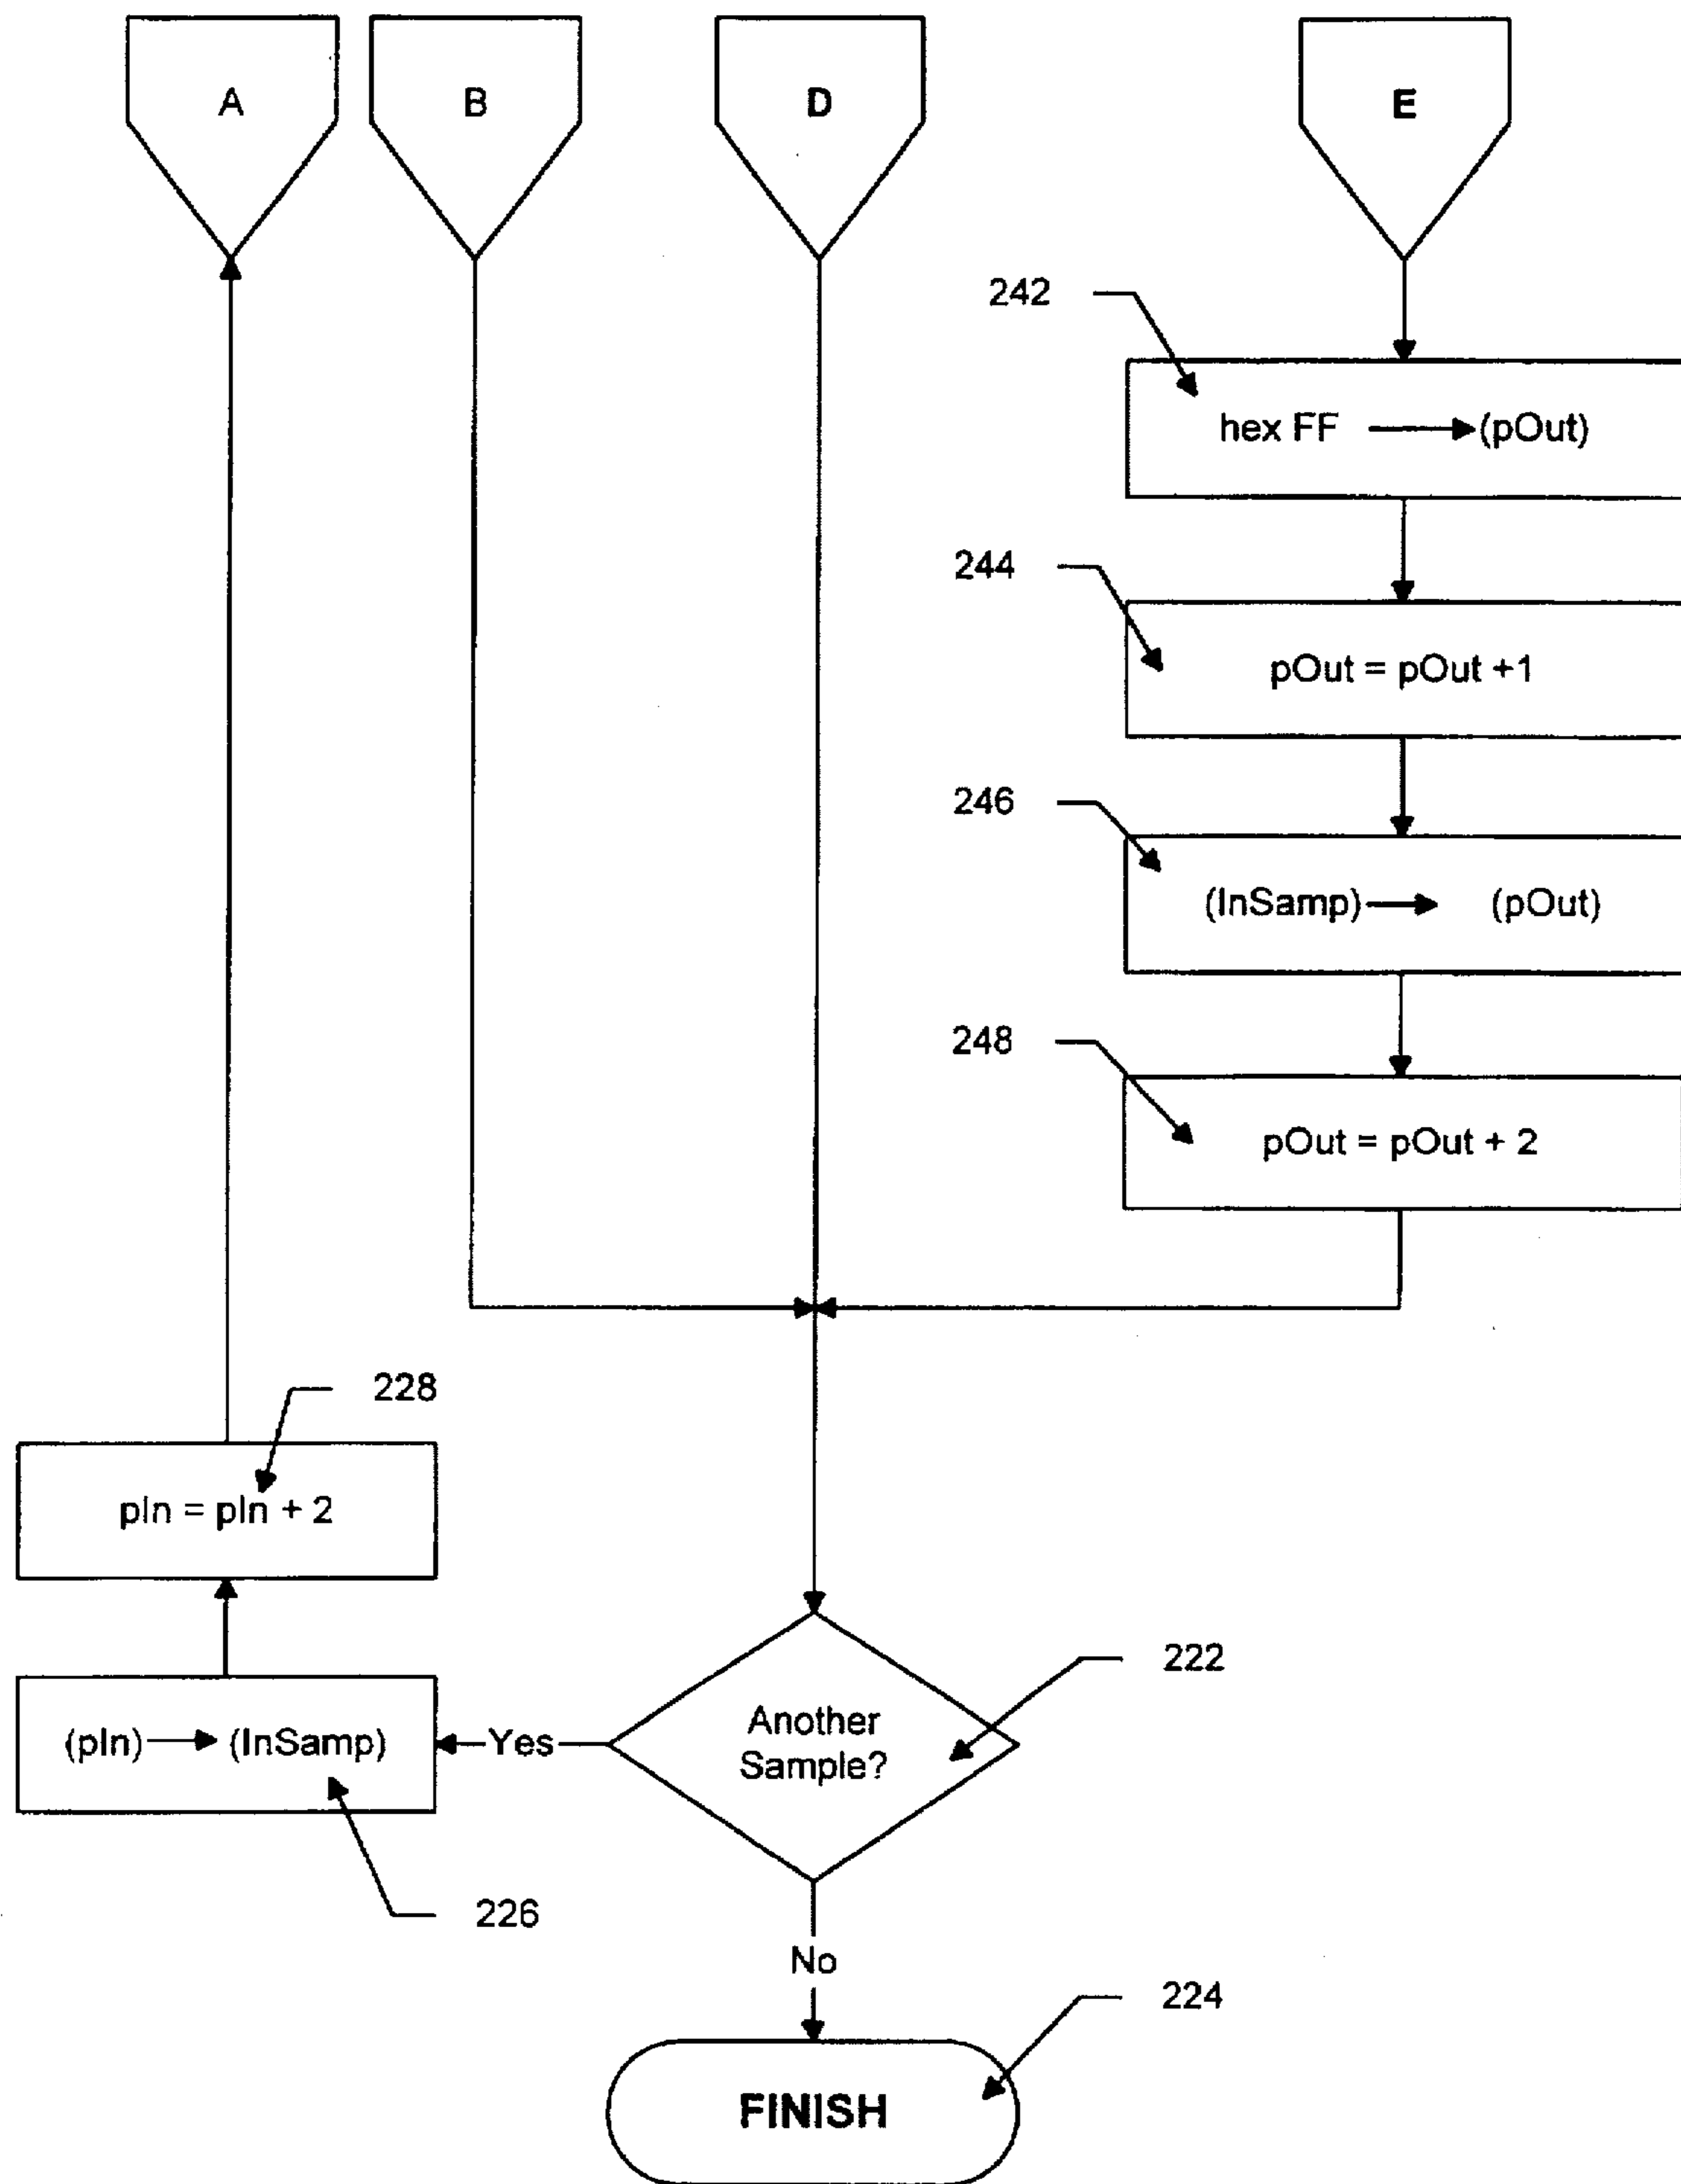 A
B
D
E
242
hex FF → (pOut)
244
pOut = pOut +1
246
(InSamp) → (pOut)
248
pOut = pOut + 2
228
pIn = pIn + 2
222
Another
Sample?
Yes
(pIn) → (InSamp)
226
No
224
FINISH